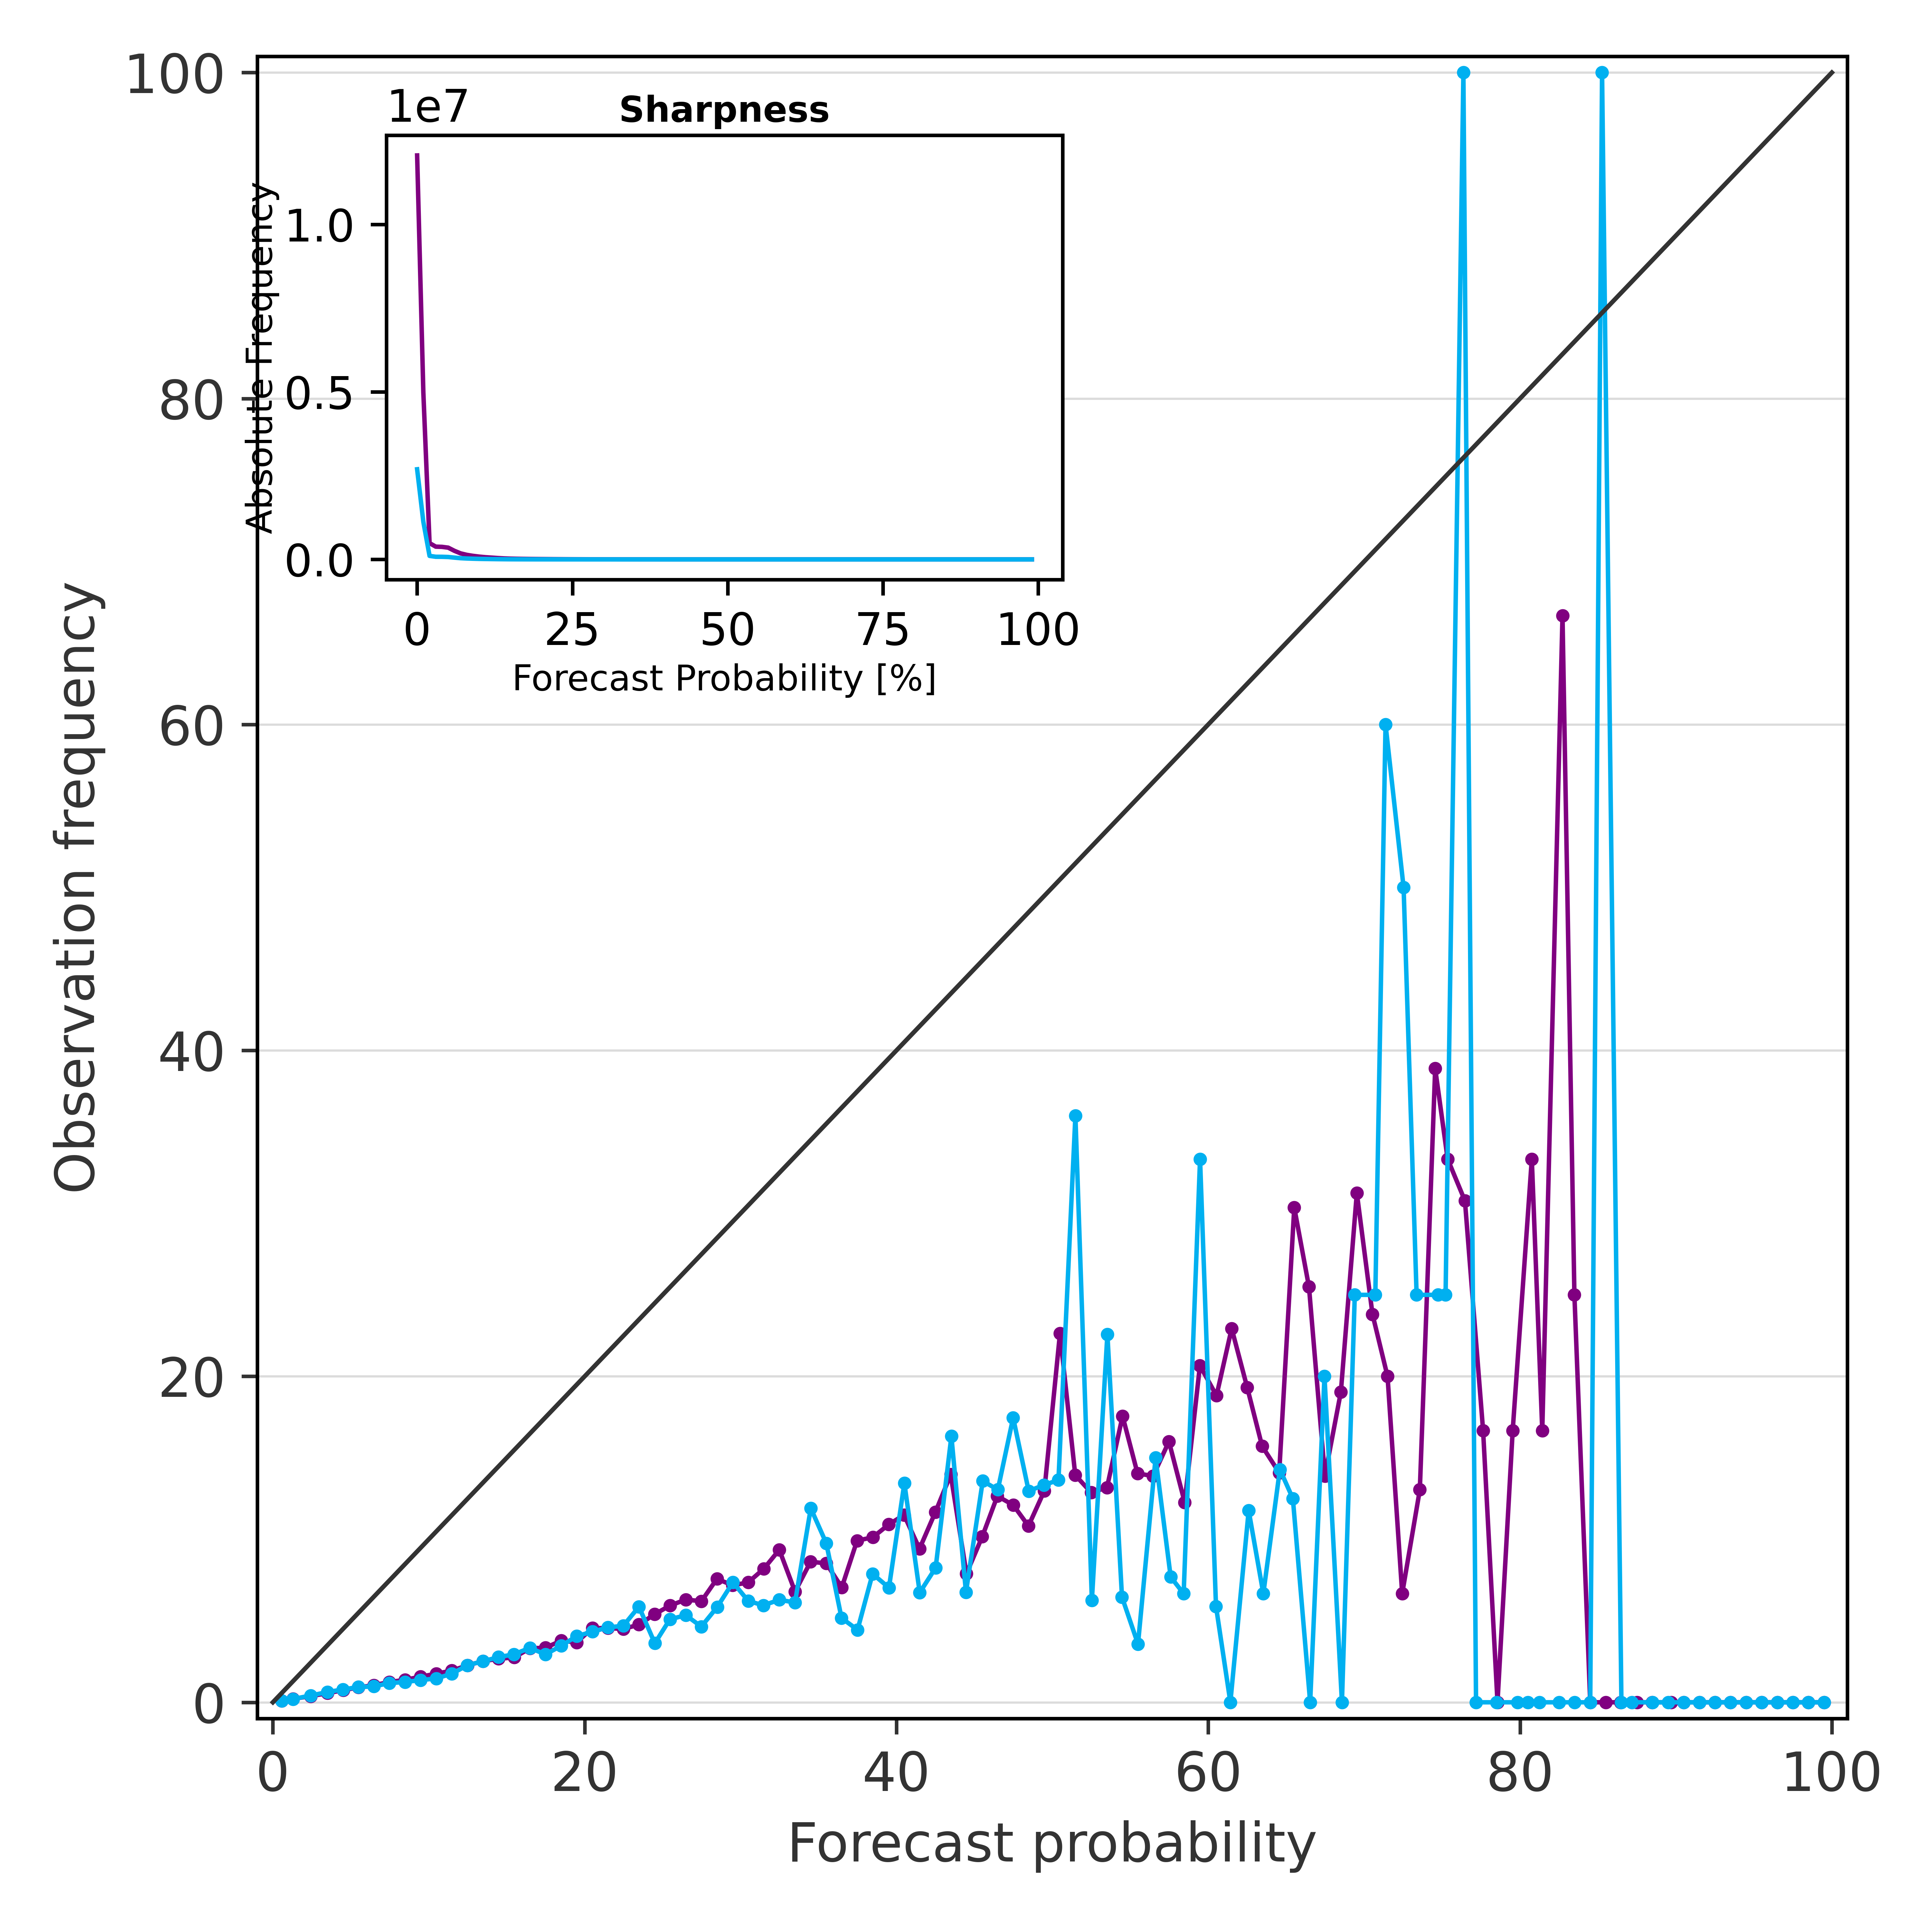 100
80
60
40
20
0
Observation frequency
1e7
Sharpness
1.0
0.5
0.0
Absolute Frequency
0 25 50 75 100
Forecast Probability [%]
0 20 40 60 80 100
Forecast probability